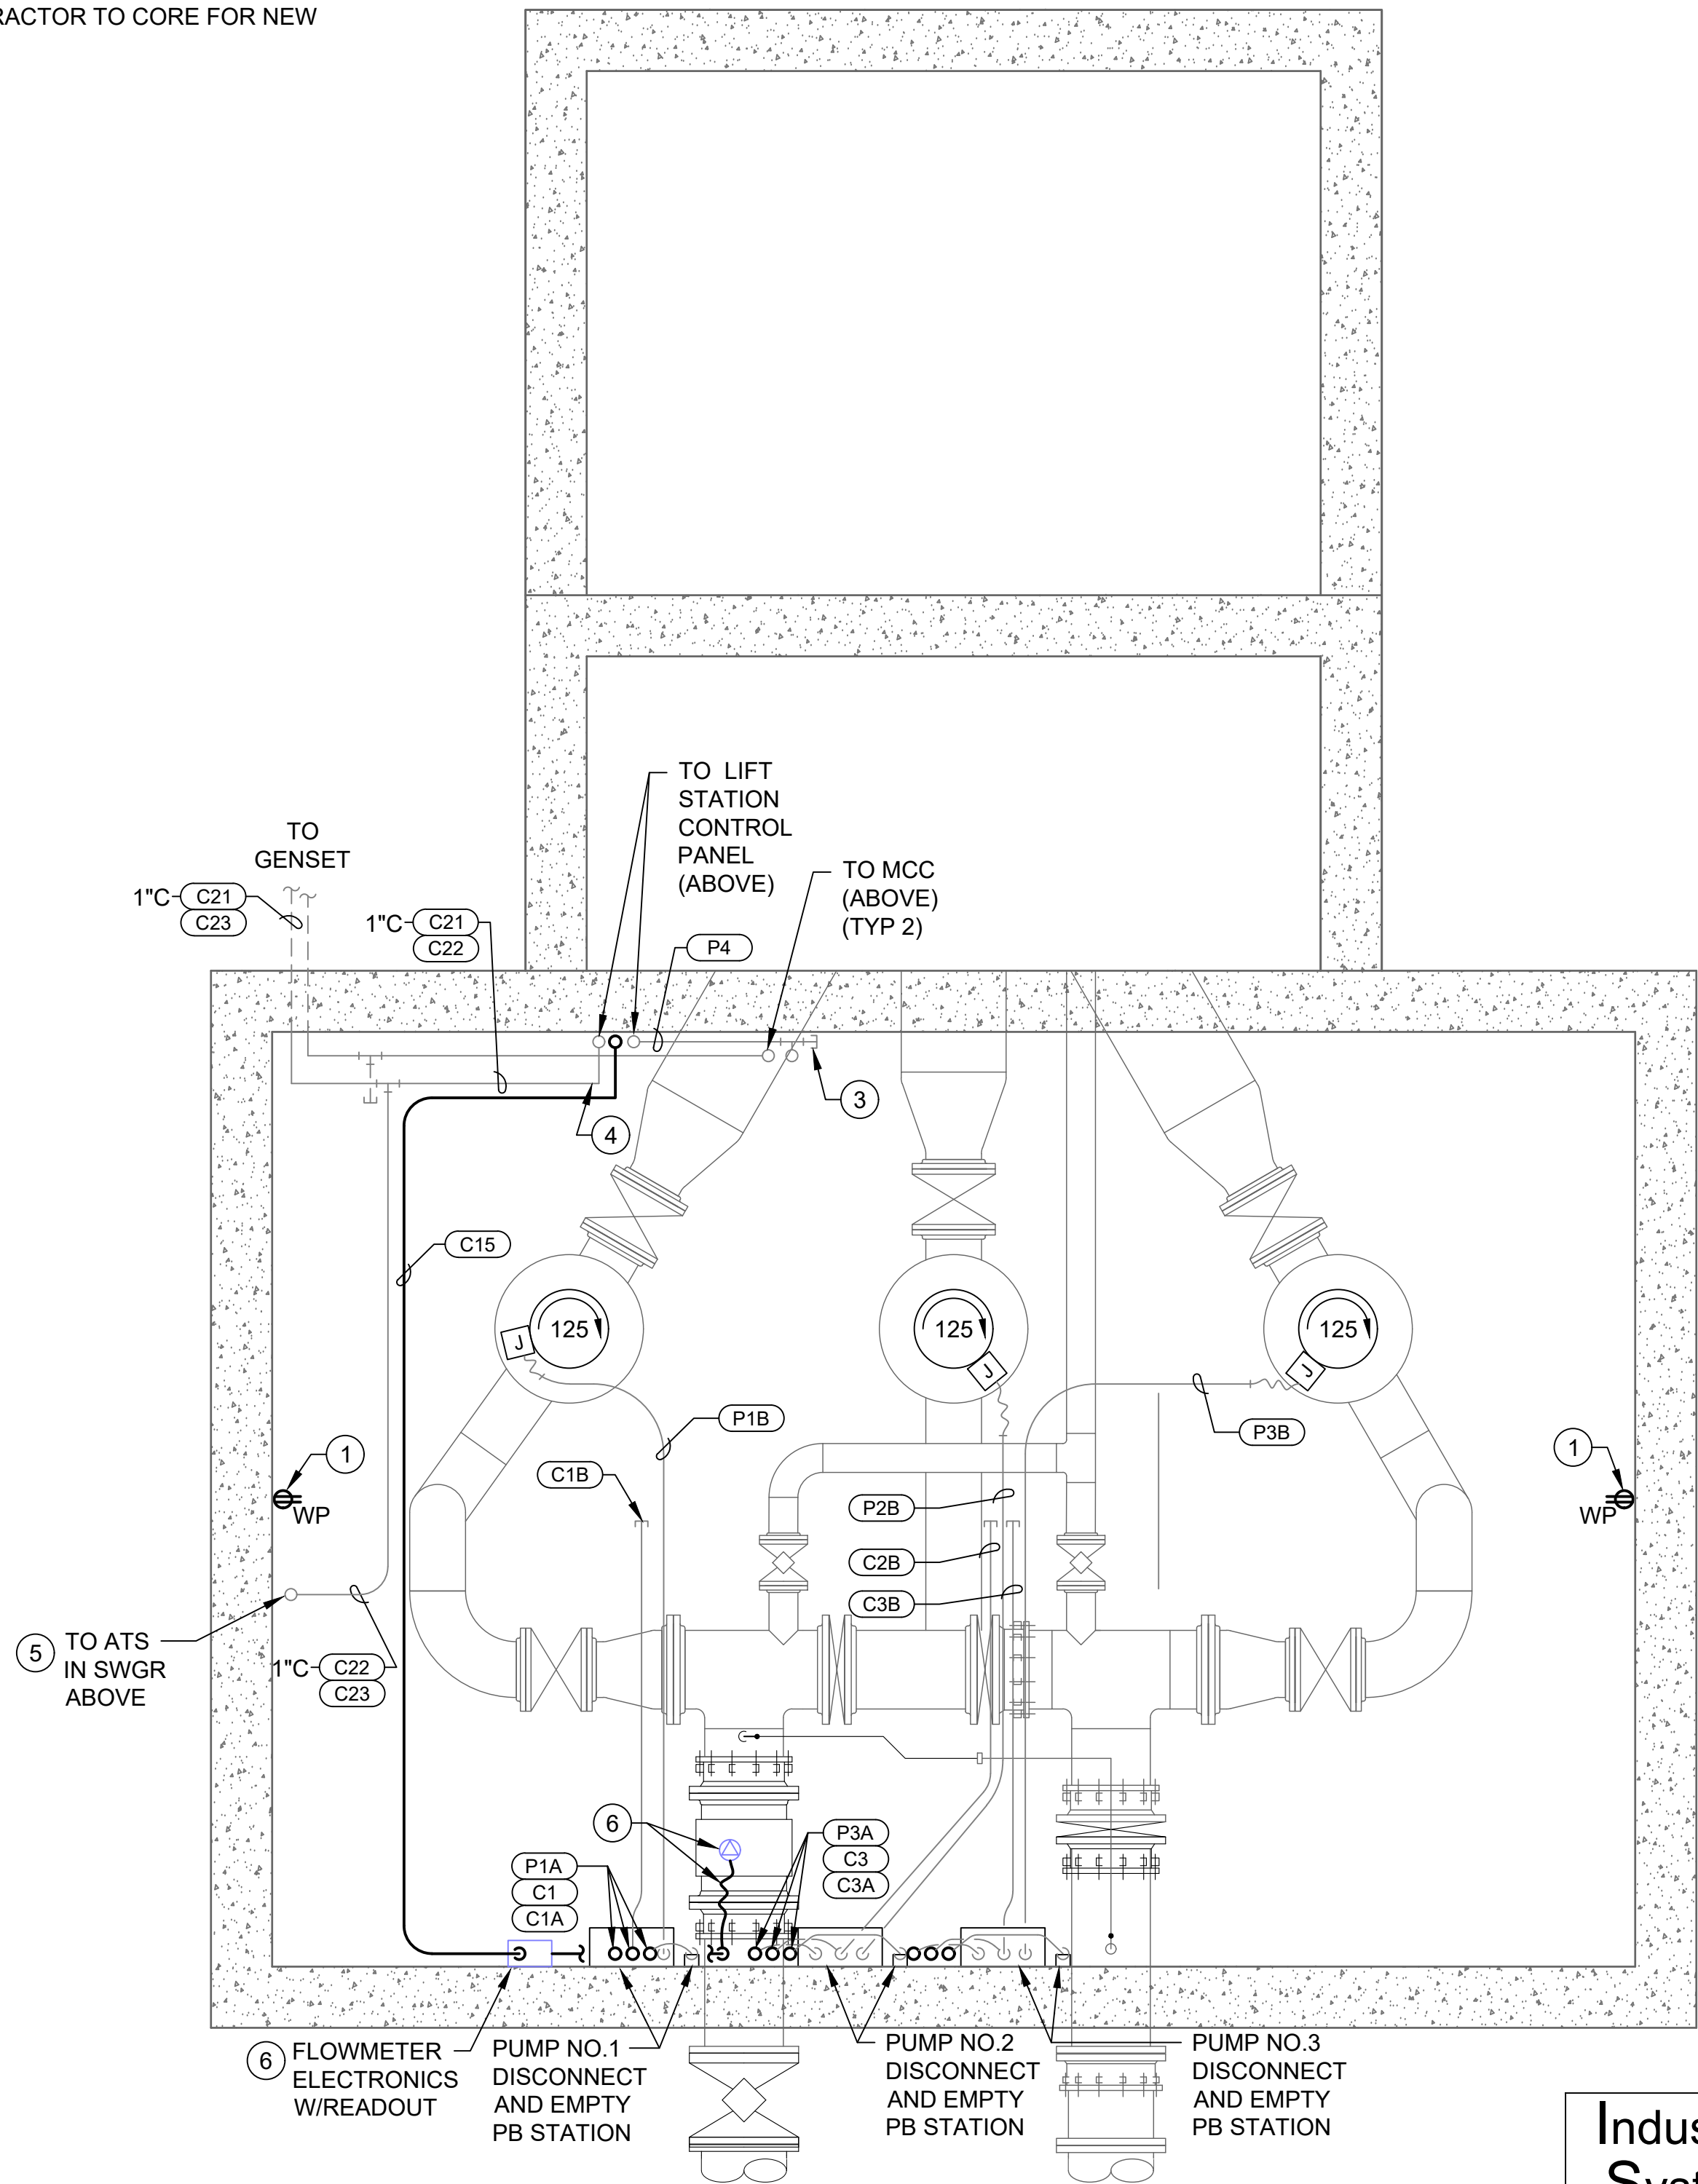 RACTOR TO CORE FOR NEW
TO LIFT
STATION
CONTROL
PANEL
(ABOVE)
TO
GENSET
TO MCC
(ABOVE)
(TYP 2)
1"C C21
C23
1"C C21
C22
P4
3
4
C15
125
125
125
J
J
J
P1B
P3B
C1B
1
1
WP
WP
P2B
C2B
C3B
5 TO ATS
IN SWGR
ABOVE
1"C C22
C23
6
P3A
C3
C3A
P1A
C1
C1A
6 FLOWMETER
ELECTRONICS
W/READOUT
PUMP NO.1
DISCONNECT
AND EMPTY
PB STATION
PUMP NO.2
DISCONNECT
AND EMPTY
PB STATION
PUMP NO.3
DISCONNECT
AND EMPTY
PB STATION
Indus